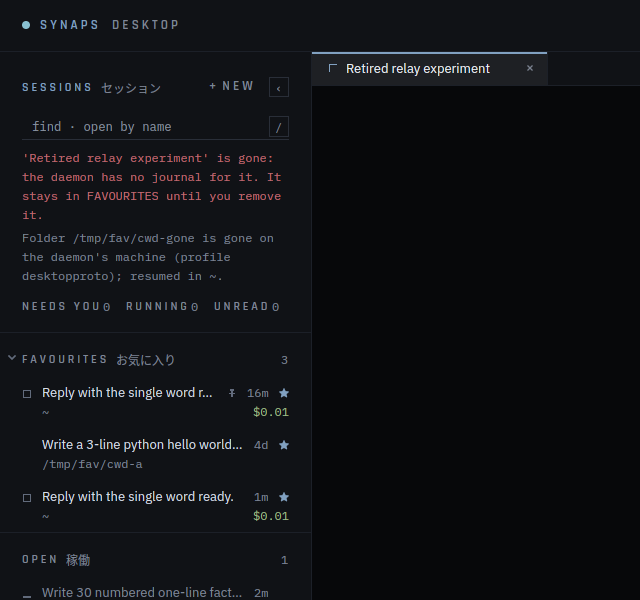 SYNAPS DESKTOP
Retired relay experiment ×
SESSIONS セッション + NEW ‹
find · open by name /
'Retired relay experiment' is gone:
the daemon has no journal for it. It
stays in FAVOURITES until you remove
it.
Folder /tmp/fav/cwd-gone is gone on
the daemon's machine (profile
desktopproto); resumed in ~.
NEEDS YOU 0 RUNNING 0 UNREAD 0
FAVOURITES お気に入り 3
Reply with the single word r... 16m
~ $0.01
Write a 3-line python hello world... 4d
/tmp/fav/cwd-a
Reply with the single word ready. 1m
~ $0.01
OPEN 稼働 1
Write 30 numbered one-line fact... 2m